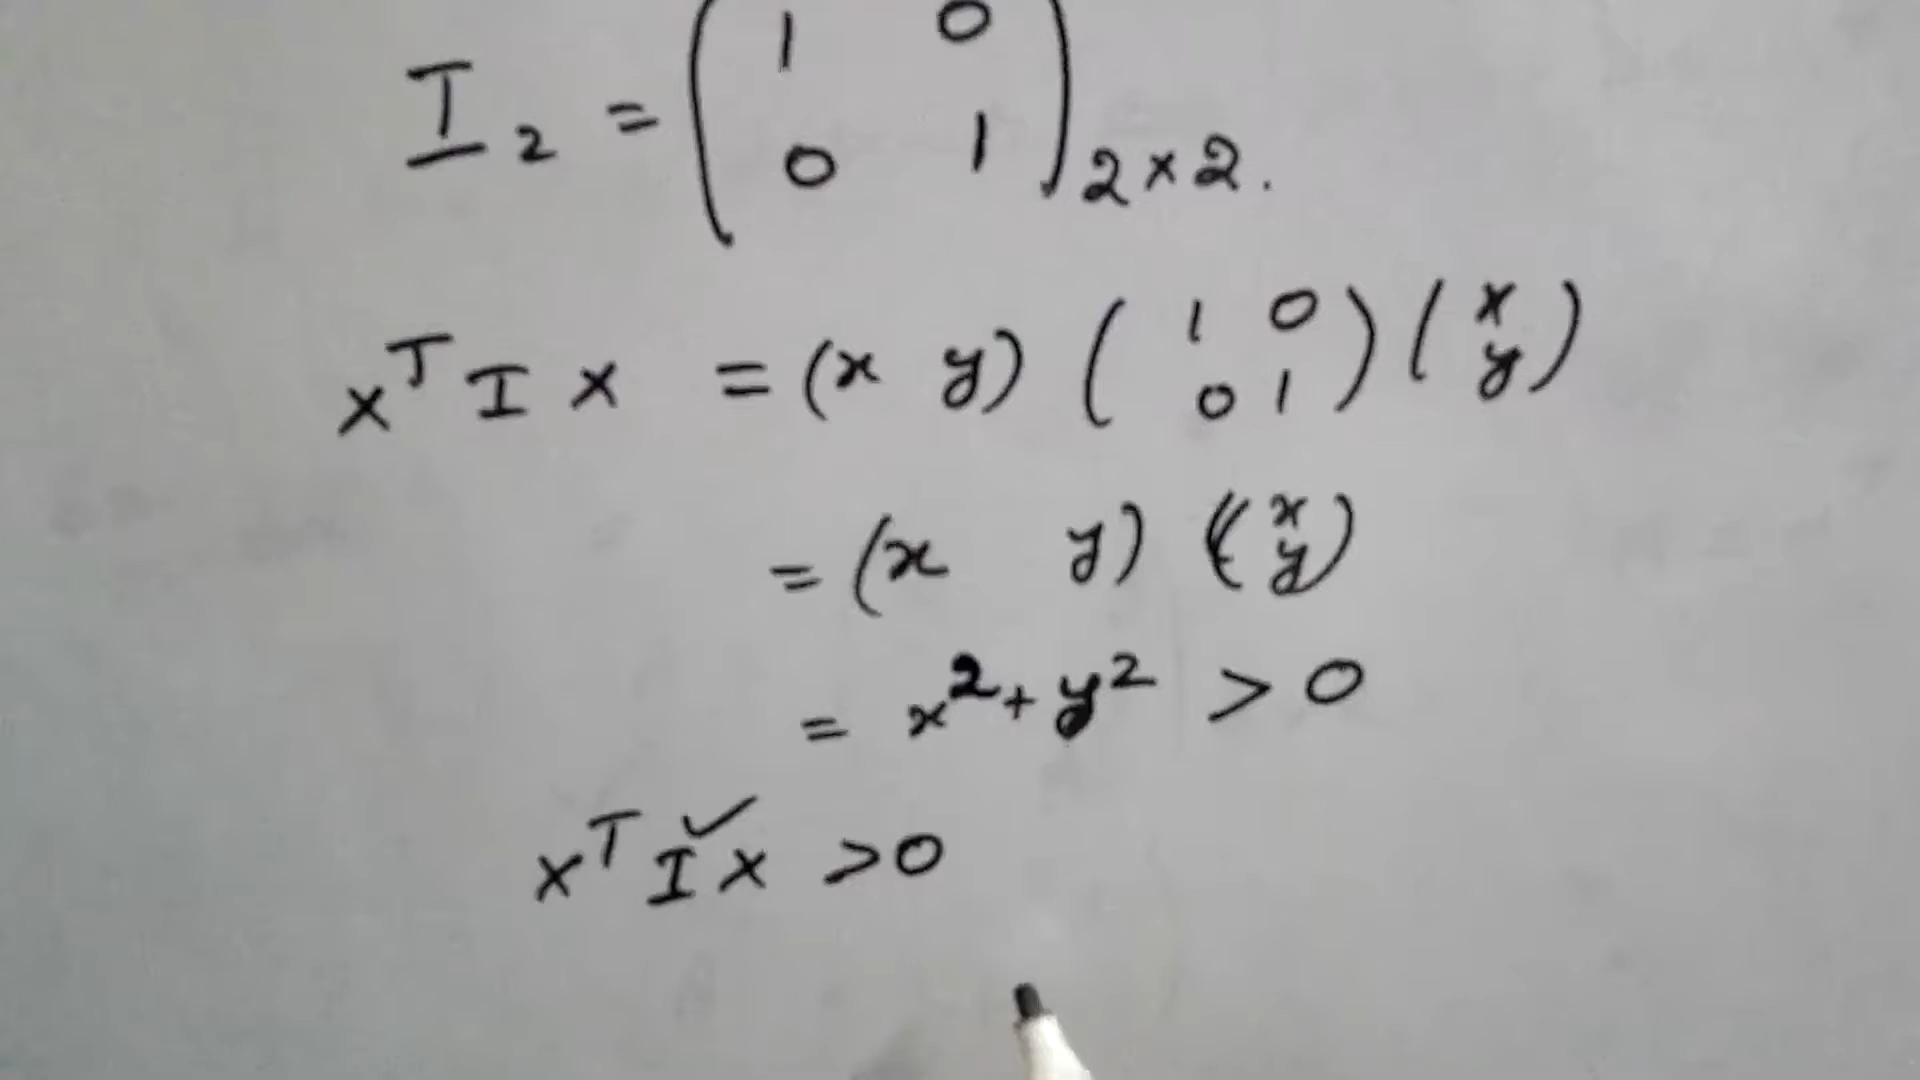 I₂ = ( 1 0
0 1 )₂ₓ₂.
xᵀ I x = (x y) ( 1 0
0 1 ) ( x
y )
= (x y) ( x
y )
= x² + y² > 0
xᵀ I x > 0 ✓